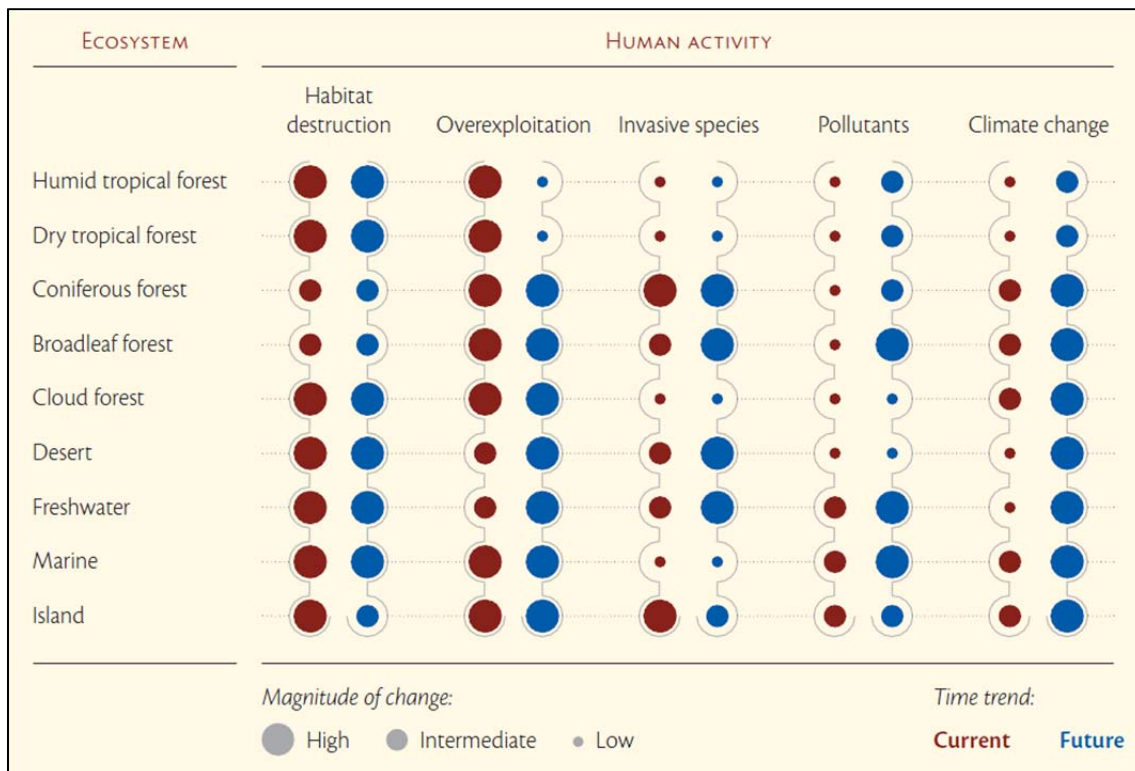 ECOSYSTEM HUMAN ACTIVITY
Habitat destruction Overexploitation Invasive species Pollutants Climate change
Humid tropical forest
Dry tropical forest
Coniferous forest
Broadleaf forest
Cloud forest
Desert
Freshwater
Marine
Island
Magnitude of change: Time trend:
High Intermediate Low Current Future